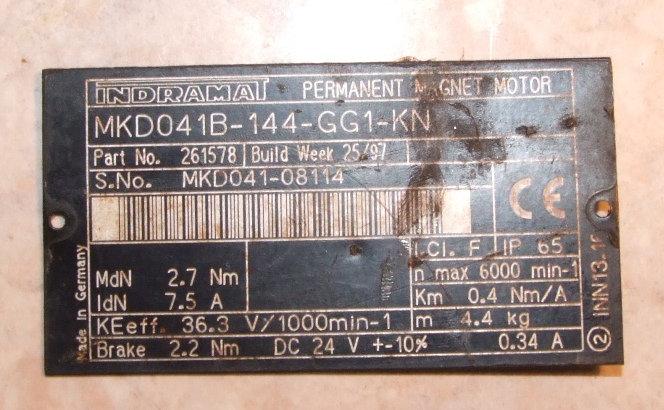 INDRAMAT PERMANENT MAGNET MOTOR
MKD041B-144-GG1-KN
Part No. 261578 Build Week 25/97
S.No. MKD041-08114
CE
I.Cl. F IP 65
MdN 2.7 Nm
n max 6000 min-1
IdN 7.5 A
Km 0.4 Nm/A
KEeff. 36.3 V/1000min-1 m 4.4 kg
Brake 2.2 Nm DC 24 V +-10% 0.34 A
Made in Germany
② INN13.10